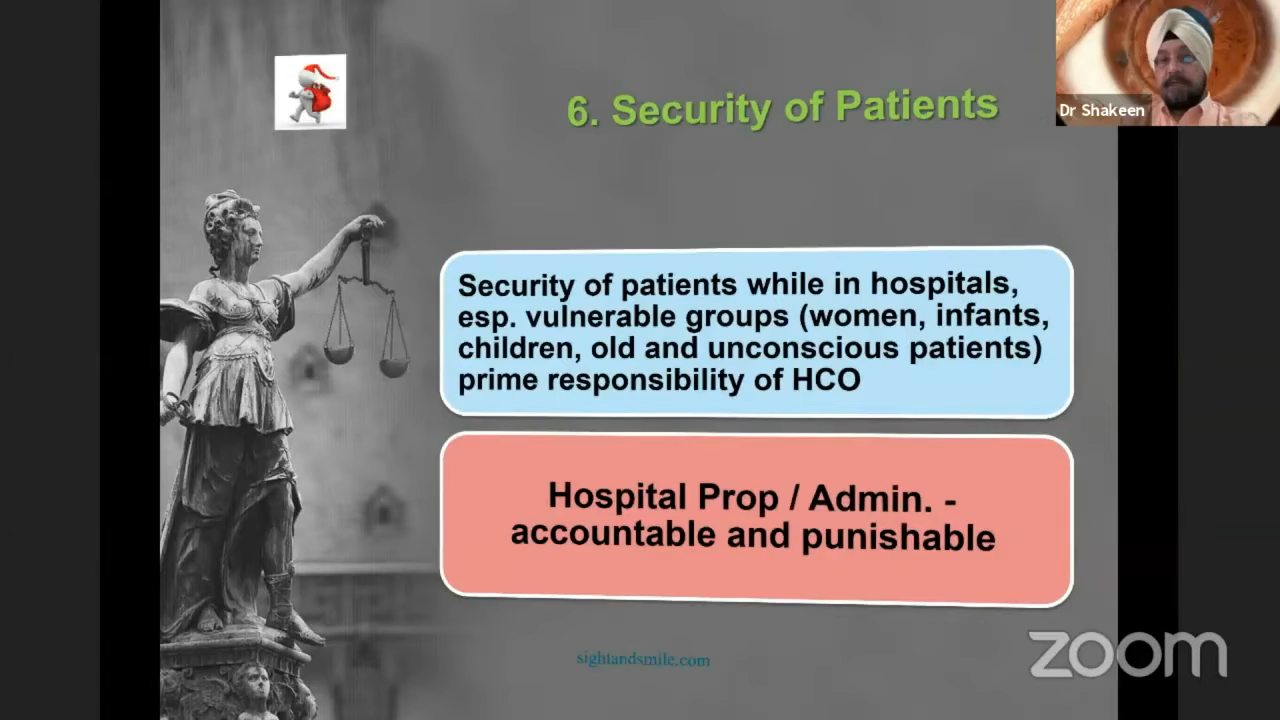 6. Security of Patients
Dr Shakeen
Security of patients while in hospitals,
esp. vulnerable groups (women, infants,
children, old and unconscious patients)
prime responsibility of HCO
Hospital Prop / Admin. -
accountable and punishable
sightandsmile.com
zoom